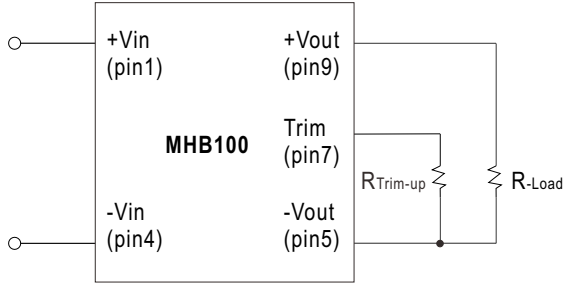 +Vin
(pin1)
+Vout
(pin9)
Trim
(pin7)
MHB100
RTrim-up
R-Load
-Vin
(pin4)
-Vout
(pin5)